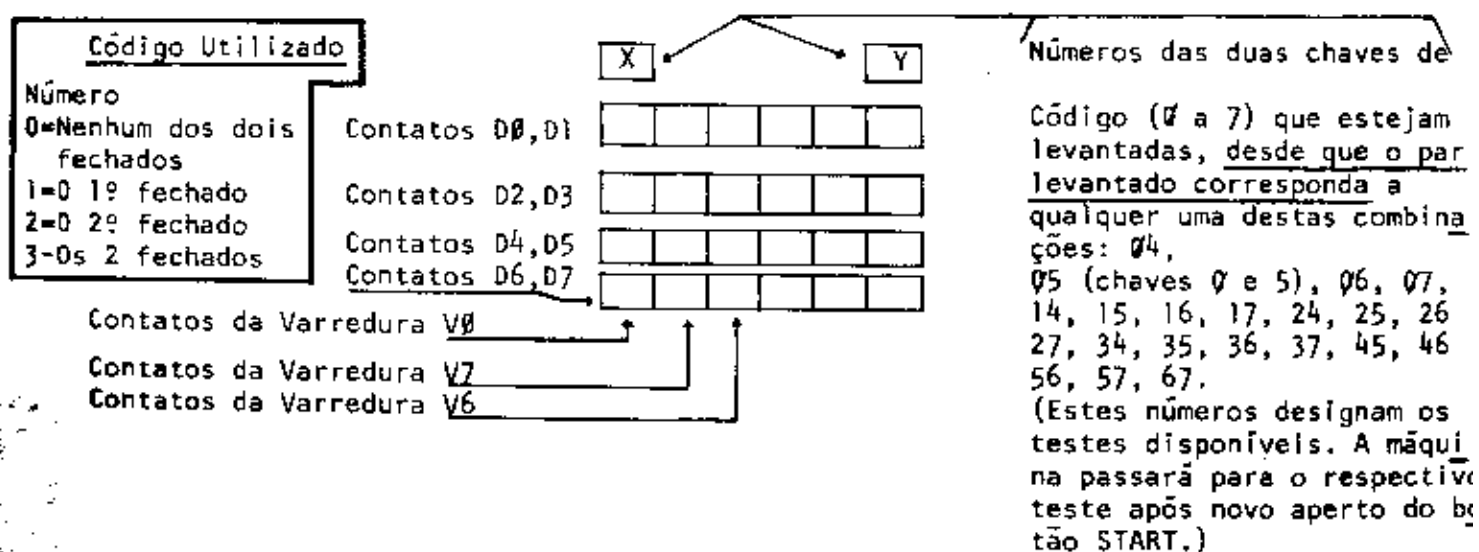 Código Utilizado
Número
0=Nenhum dos dois
fechados
1=0 1º fechado
2=0 2º fechado
3-Os 2 fechados
X
Y
Contatos DØ,D1
Contatos D2,D3
Contatos D4,D5
Contatos D6,D7
Contatos da Varredura VØ
Contatos da Varredura V7
Contatos da Varredura V6
Números das duas chaves de
Código (Ø a 7) que estejam
levantadas, desde que o par
levantado corresponda a
qualquer uma destas combina
ções: Ø4,
Ø5 (chaves Ø e 5), Ø6, Ø7,
14, 15, 16, 17, 24, 25, 26
27, 34, 35, 36, 37, 45, 46
56, 57, 67.
(Estes números designam os
testes disponíveis. A máqui
na passará para o respectivo
teste após novo aperto do bo
tão START.)